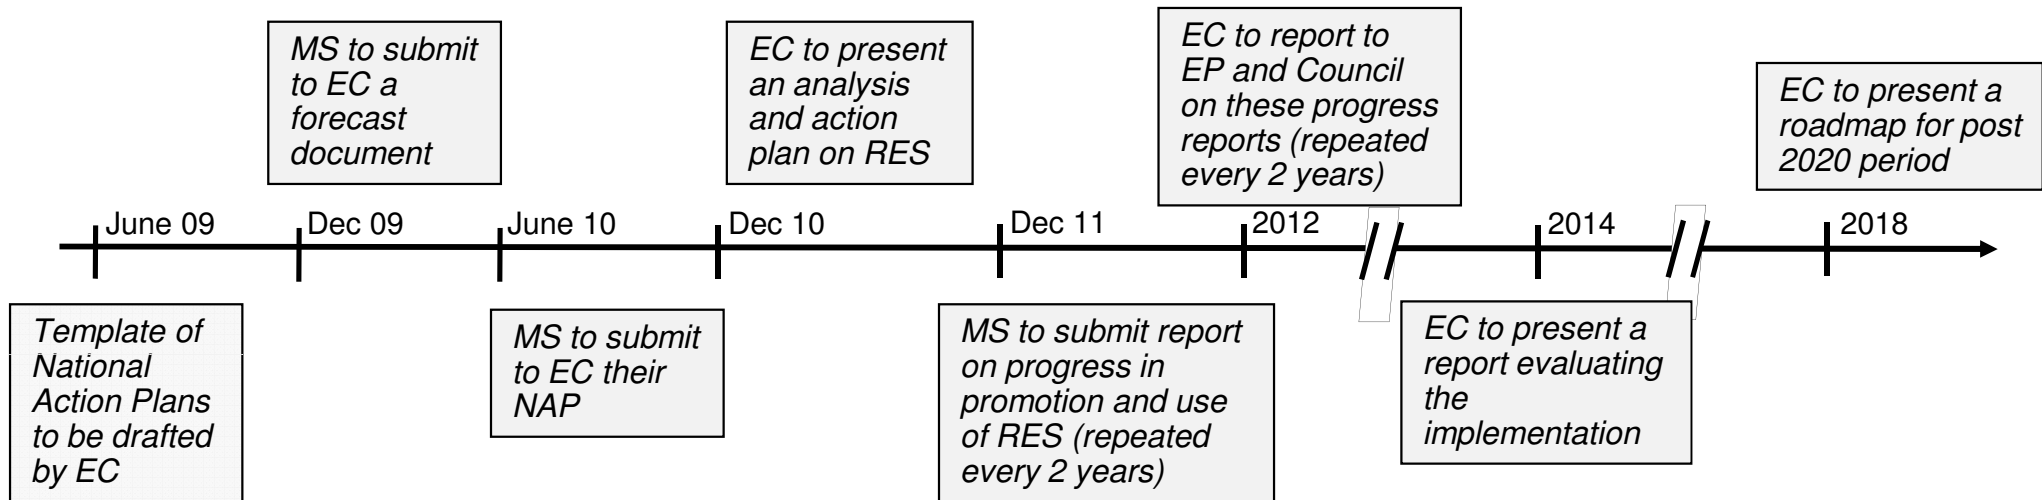 MS to submit
to EC a
forecast
document
EC to present
an analysis
and action
plan on RES
EC to report to
EP and Council
on these progress
reports (repeated
every 2 years)
EC to present a
roadmap for post
2020 period
June 09
Dec 09
June 10
Dec 10
Dec 11
2012
2014
2018
Template of
National
Action Plans
to be drafted
by EC
MS to submit
to EC their
NAP
MS to submit report
on progress in
promotion and use
of RES (repeated
every 2 years)
EC to present a
report evaluating
the
implementation